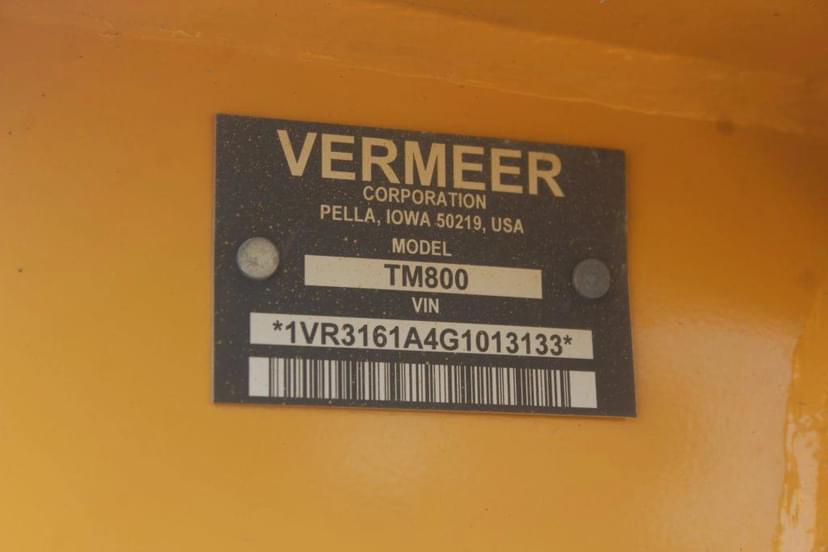 VERMEER
CORPORATION
PELLA, IOWA 50219, USA
MODEL
TM800
VIN
*1VR3161A4G1013133*